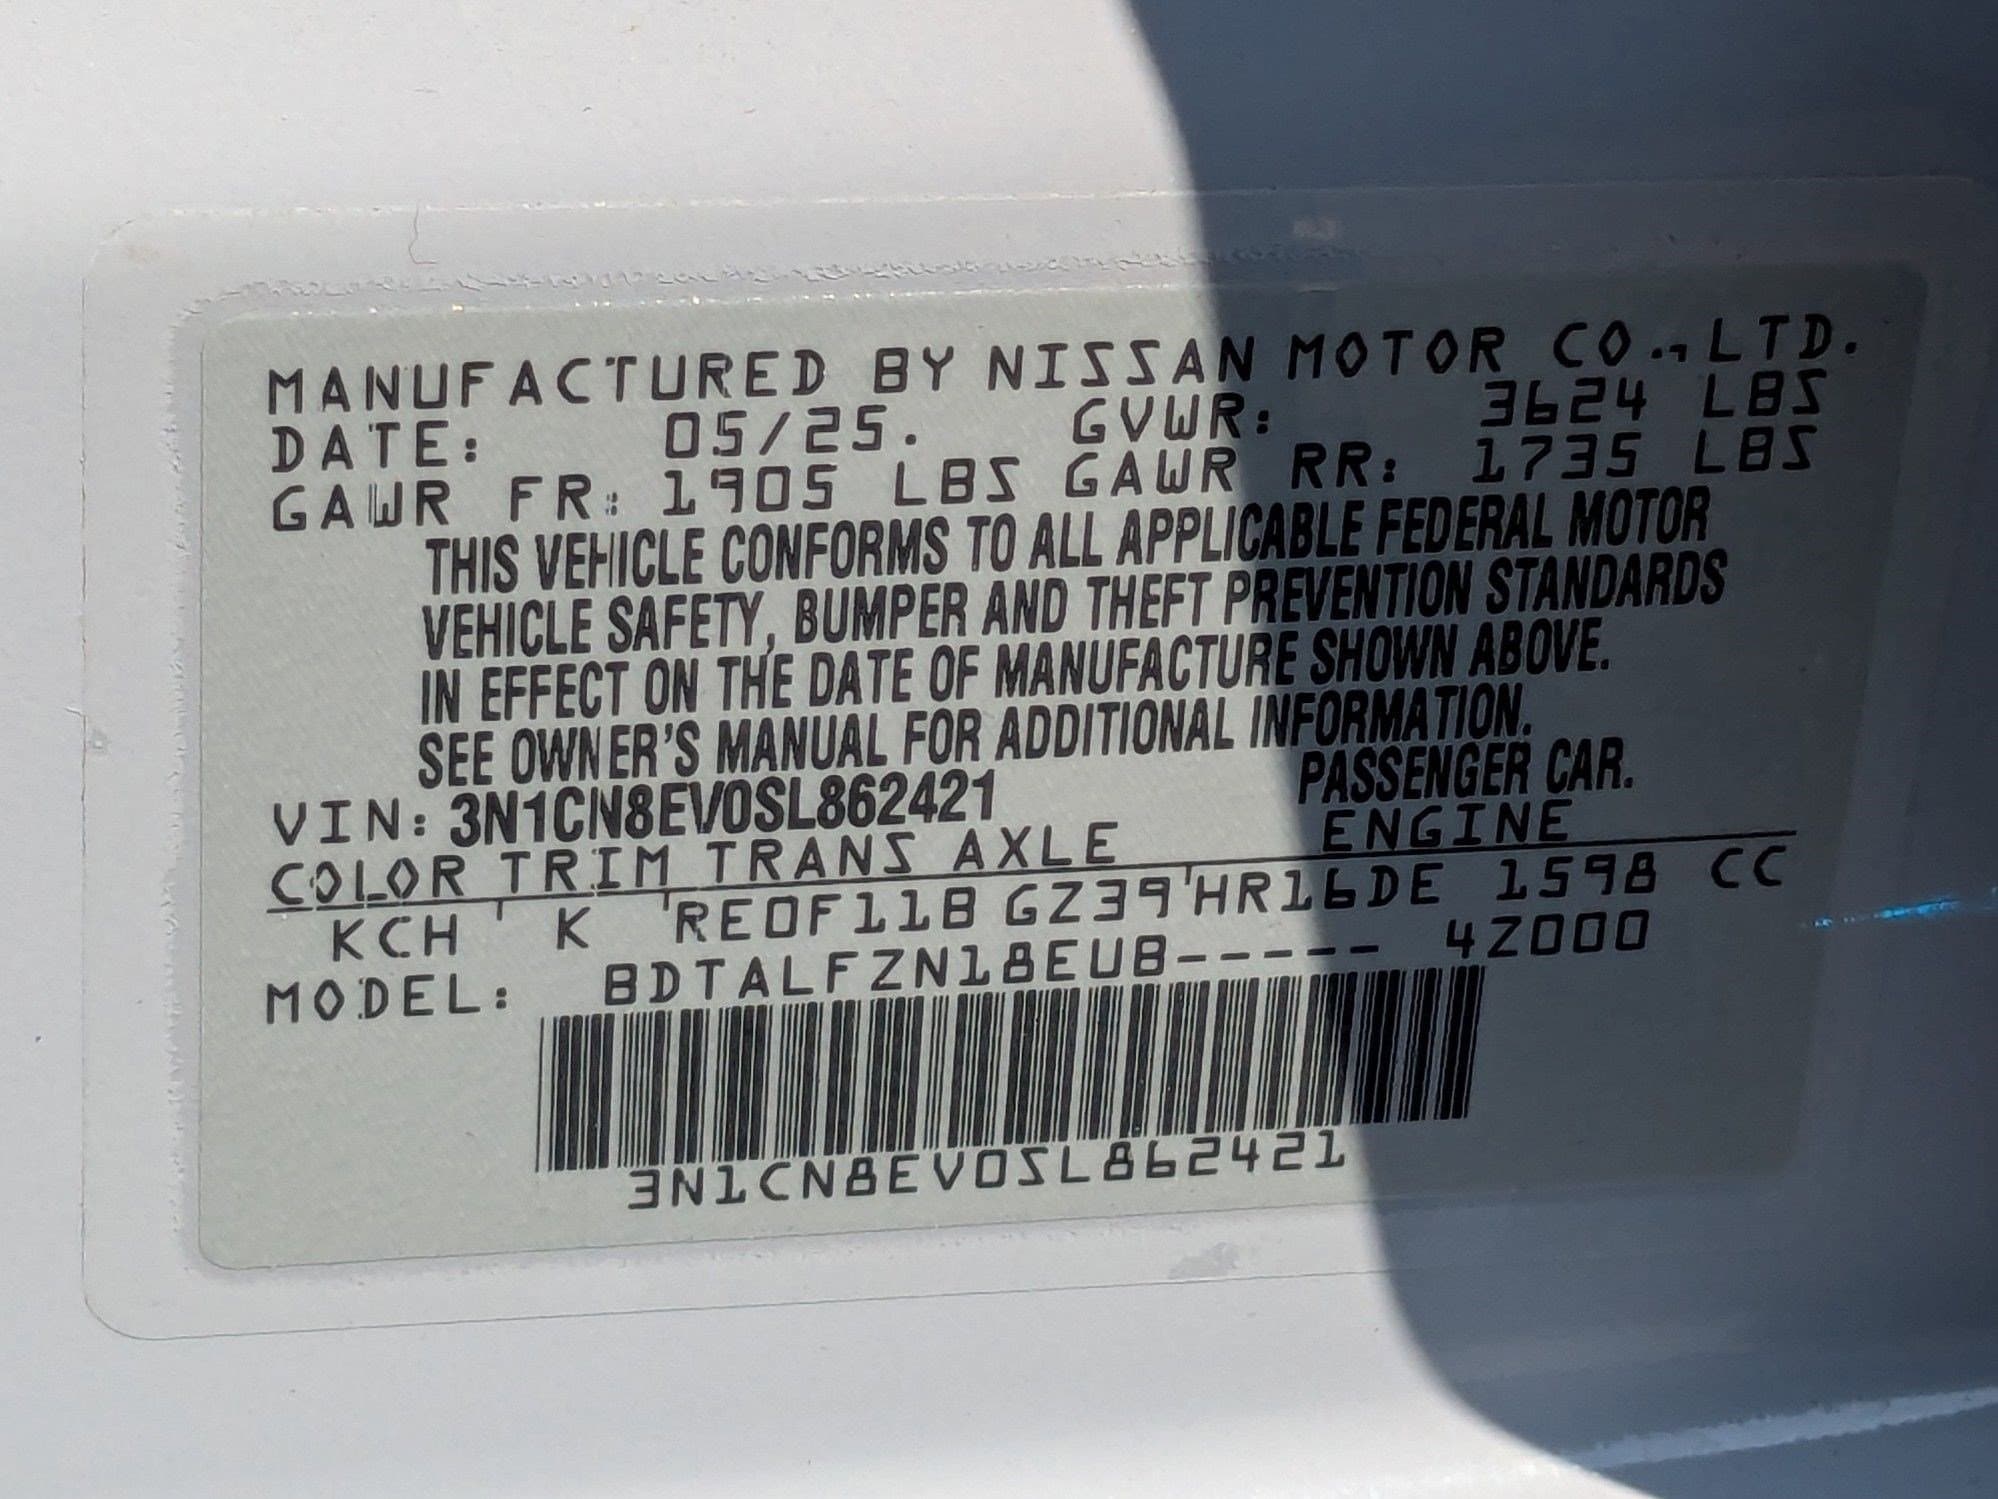 MANUFACTURED BY NISSAN MOTOR CO., LTD.
DATE: 05/25. GVWR: 3624 LBS
GAWR FR: 1905 LBS GAWR RR: 1735 LBS
THIS VEHICLE CONFORMS TO ALL APPLICABLE FEDERAL MOTOR
VEHICLE SAFETY, BUMPER AND THEFT PREVENTION STANDARDS
IN EFFECT ON THE DATE OF MANUFACTURE SHOWN ABOVE.
SEE OWNER'S MANUAL FOR ADDITIONAL INFORMATION.
VIN: 3N1CN8EV0SL862421 PASSENGER CAR.
COLOR TRIM TRANS AXLE ENGINE
KCH K RE0F11B GZ39 HR16DE 1598 CC
MODEL: BDTALFZN18EUB----- 4Z000
3N1CN8EV0SL862421